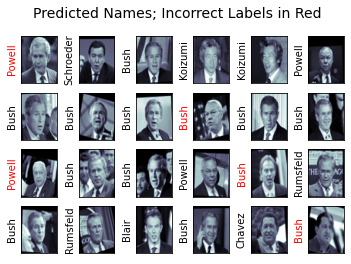 Predicted Names; Incorrect Labels in Red
Powell Schroeder Bush Koizumi Koizumi Powell
Bush Bush Bush Bush Bush Bush
Powell Bush Bush Powell Bush Rumsfeld
Bush Rumsfeld Blair Bush Chavez Bush